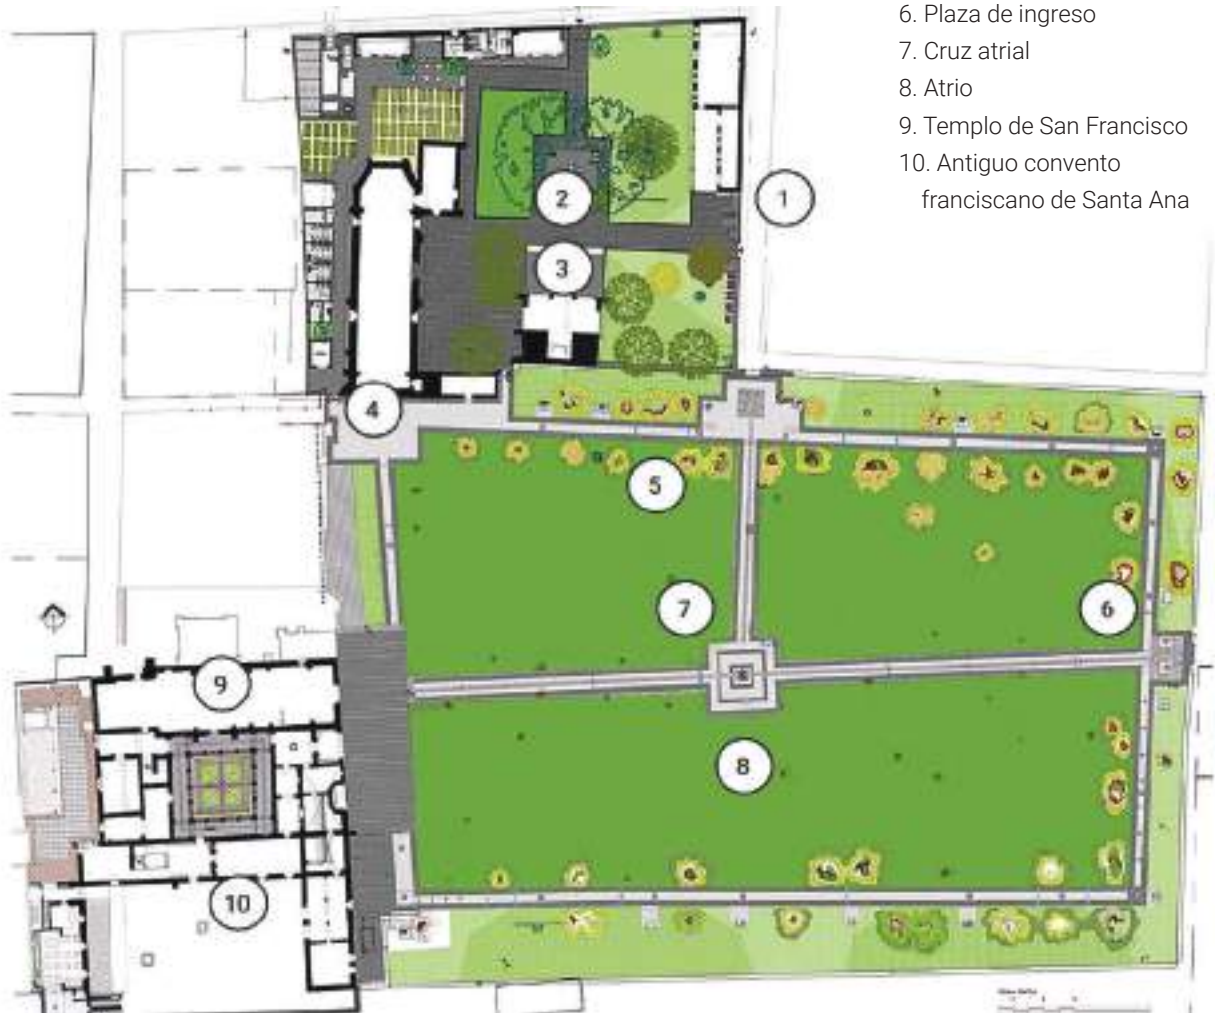 6. Plaza de ingreso
7. Cruz atrial
8. Atrio
9. Templo de San Francisco
10. Antiguo convento
franciscano de Santa Ana
1
2
3
4
5
7
6
9
8
10